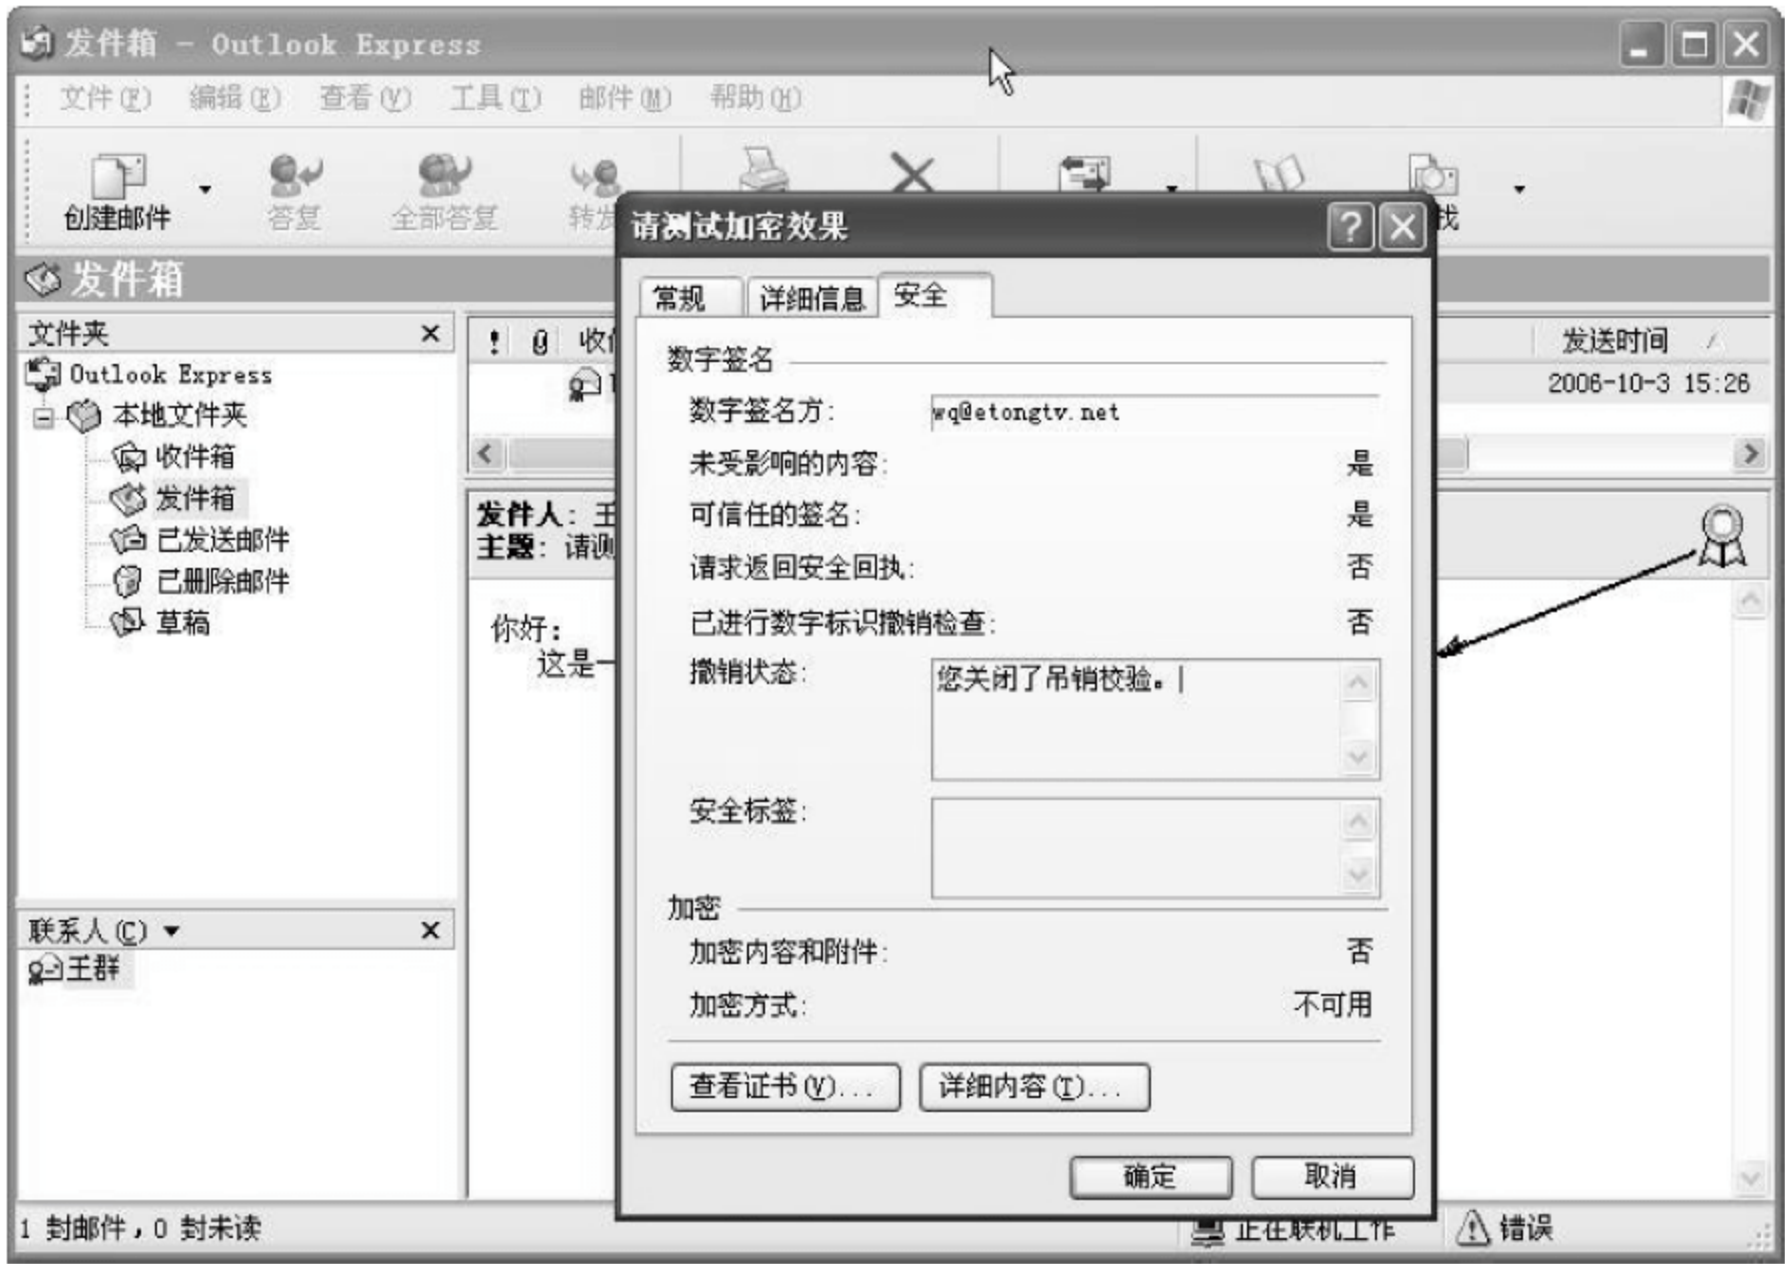 发件箱 - Outlook Express
文件(F) 编辑(E) 查看(V) 工具(T) 邮件(M) 帮助(H)
创建邮件 答复 全部答复 转发 找
发件箱
文件夹
Outlook Express
本地文件夹
收件箱
发件箱
已发送邮件
已删除邮件
草稿
联系人(C)
王群
! 收 发送时间
2006-10-3 15:26
发件人: 王
主题: 请测
你好:
这是一
请测试加密效果
常规 详细信息 安全
数字签名
数字签名方: wq@etongtv.net
未受影响的内容: 是
可信任的签名: 是
请求返回安全回执: 否
已进行数字标识撤销检查: 否
撤销状态: 您关闭了吊销校验。
安全标签:
加密
加密内容和附件: 否
加密方式: 不可用
查看证书(V)... 详细内容(T)...
确定 取消
1 封邮件，0 封未读 正在联机工作 错误